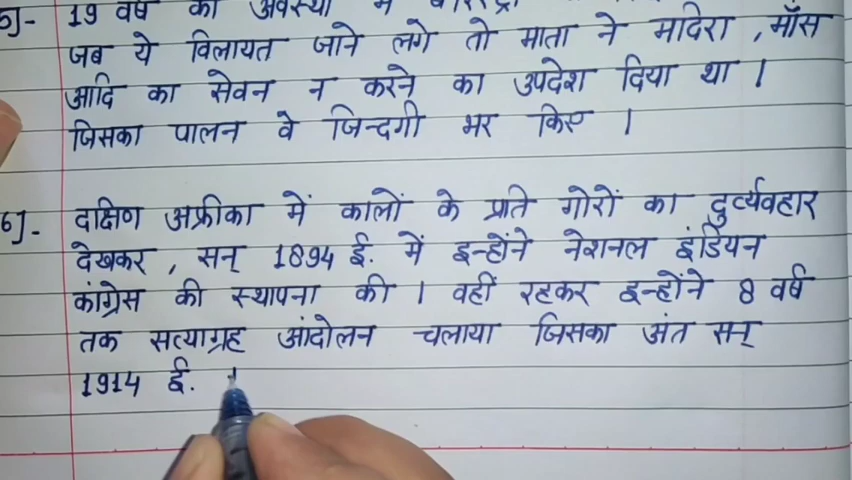 5]- 19 वर्ष की अवस्था में
जब ये विलायत जाने लगे तो माता ने मदिरा , माँस
आदि का सेवन न करने का उपदेश दिया था ।
जिसका पालन वे जिन्दगी भर किए ।
6]- दक्षिण अफ्रीका में कालों के प्रति गोरों का दुर्व्यवहार
देखकर , सन् 1894 ई. में इन्होंने नेशनल इंडियन
कांग्रेस की स्थापना की । वहीं रहकर इन्होंने 8 वर्ष
तक सत्याग्रह आंदोलन चलाया जिसका अंत सन्
1914 ई.